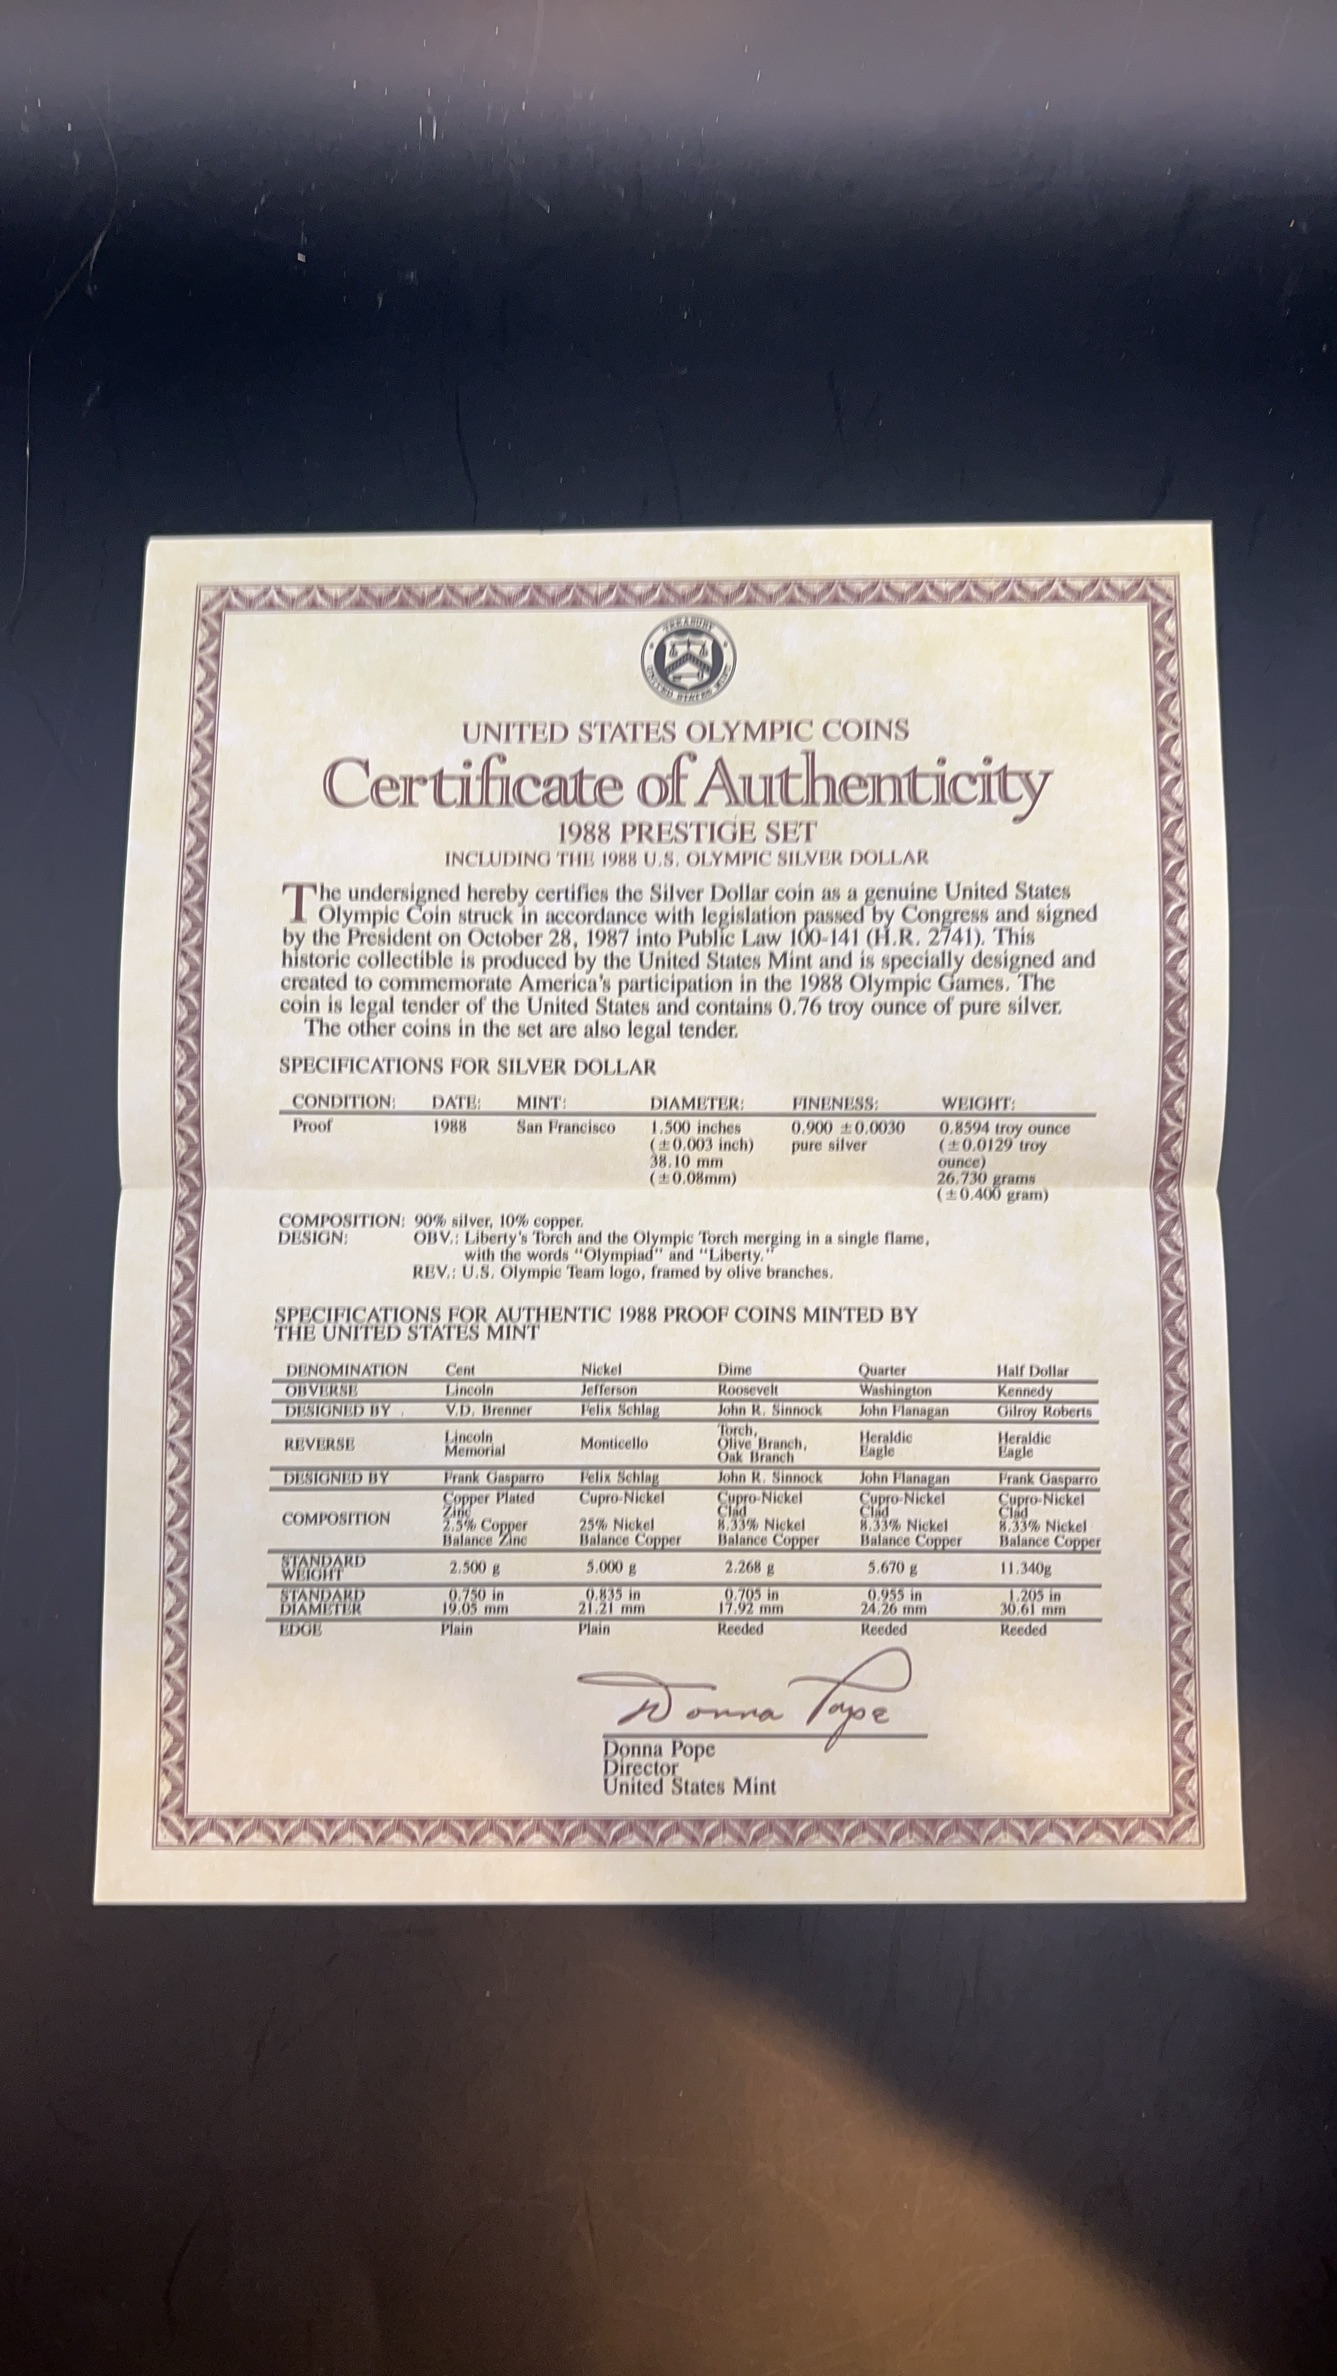 TREASURY
UNITED STATES MINT
UNITED STATES OLYMPIC COINS
Certificate of Authenticity
1988 PRESTIGE SET
INCLUDING THE 1988 U.S. OLYMPIC SILVER DOLLAR
The undersigned hereby certifies the Silver Dollar coin as a genuine United States
Olympic Coin struck in accordance with legislation passed by Congress and signed
by the President on October 28, 1987 into Public Law 100-141 (H.R. 2741). This
historic collectible is produced by the United States Mint and is specially designed and
created to commemorate America's participation in the 1988 Olympic Games. The
coin is legal tender of the United States and contains 0.76 troy ounce of pure silver.
The other coins in the set are also legal tender.
SPECIFICATIONS FOR SILVER DOLLAR
CONDITION: DATE: MINT: DIAMETER: FINENESS: WEIGHT:
Proof 1988 San Francisco 1.500 inches 0.900 ±0.0030 0.8594 troy ounce
(±0.003 inch) pure silver (±0.0129 troy
38.10 mm ounce)
(±0.08mm) 26.730 grams
(±0.400 gram)
COMPOSITION: 90% silver, 10% copper.
DESIGN: OBV.: Liberty's Torch and the Olympic Torch merging in a single flame,
with the words "Olympiad" and "Liberty."
REV.: U.S. Olympic Team logo, framed by olive branches.
SPECIFICATIONS FOR AUTHENTIC 1988 PROOF COINS MINTED BY
THE UNITED STATES MINT
DENOMINATION Cent Nickel Dime Quarter Half Dollar
OBVERSE Lincoln Jefferson Roosevelt Washington Kennedy
DESIGNED BY V.D. Brenner Felix Schlag John R. Sinnock John Flanagan Gilroy Roberts
Torch,
REVERSE Lincoln Monticello Olive Branch, Heraldic Heraldic
Memorial Oak Branch Eagle Eagle
DESIGNED BY Frank Gasparro Felix Schlag John R. Sinnock John Flanagan Frank Gasparro
Copper Plated Cupro-Nickel Cupro-Nickel Cupro-Nickel Cupro-Nickel
COMPOSITION Zinc Clad Clad Clad
2.5% Copper 25% Nickel 8.33% Nickel 8.33% Nickel 8.33% Nickel
Balance Zinc Balance Copper Balance Copper Balance Copper Balance Copper
STANDARD
WEIGHT 2.500 g 5.000 g 2.268 g 5.670 g 11.340g
STANDARD 0.750 in 0.835 in 0.705 in 0.955 in 1.205 in
DIAMETER 19.05 mm 21.21 mm 17.92 mm 24.26 mm 30.61 mm
EDGE Plain Plain Reeded Reeded Reeded
Donna Pope
Donna Pope
Director
United States Mint